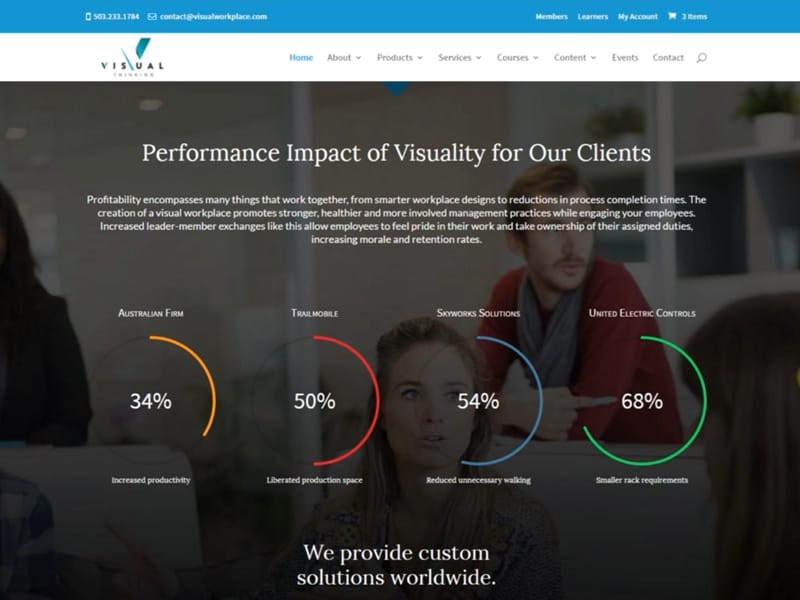 503.233.1784 contact@visualworkplace.com Members Learners My Account 3 Items
VISUAL
THINKING
Home About Products Services Courses Content Events Contact
Performance Impact of Visuality for Our Clients
Profitability encompasses many things that work together, from smarter workplace designs to reductions in process completion times. The
creation of a visual workplace promotes stronger, healthier and more involved management practices while engaging your employees.
Increased leader-member exchanges like this allow employees to feel pride in their work and take ownership of their assigned duties,
increasing morale and retention rates.
Australian Firm Trailmobile Skyworks Solutions United Electric Controls
34% 50% 54% 68%
Increased productivity Liberated production space Reduced unnecessary walking Smaller rack requirements
We provide custom
solutions worldwide.